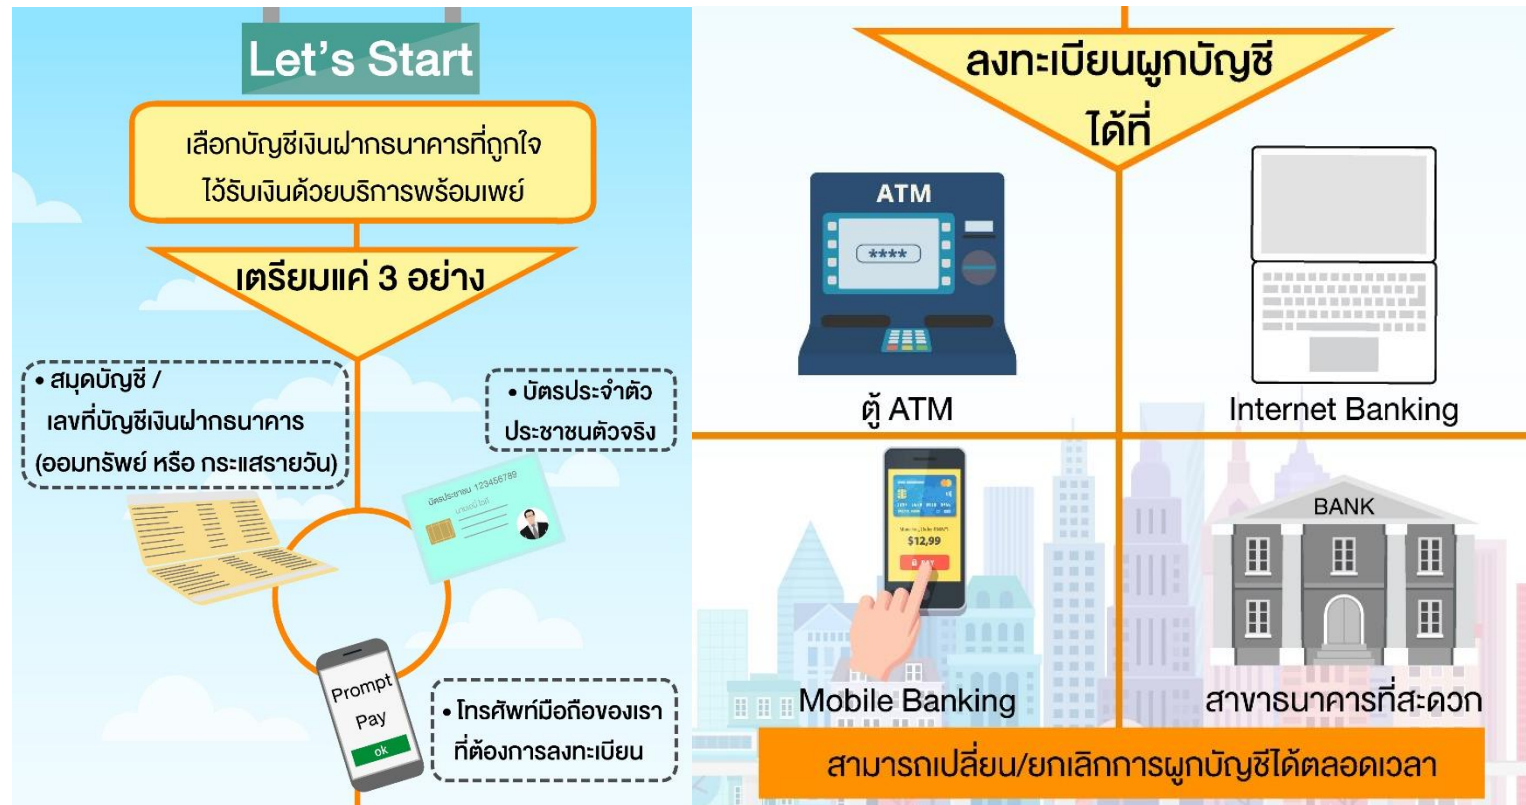 Let's Start
เลือกบัญชีเงินฝากธนาคารที่ถูกใจ
ไว้รับเงินด้วยบริการพร้อมเพย์
เตรียมแค่ 3 อย่าง
• สมุดบัญชี /
เลขที่บัญชีเงินฝากธนาคาร
(ออมทรัพย์ หรือ กระแสรายวัน)
• บัตรประจำตัว
ประชาชนตัวจริง
บัตรประชาชน 123456789
Prompt
Pay
ok
• โทรศัพท์มือถือของเรา
ที่ต้องการลงทะเบียน
ลงทะเบียนผูกบัญชี
ได้ที่
ATM
****
ตู้ ATM
Internet Banking
$12,99
PAY
Mobile Banking
BANK
สาขาธนาคารที่สะดวก
สามารถเปลี่ยน/ยกเลิกการผูกบัญชีได้ตลอดเวลา